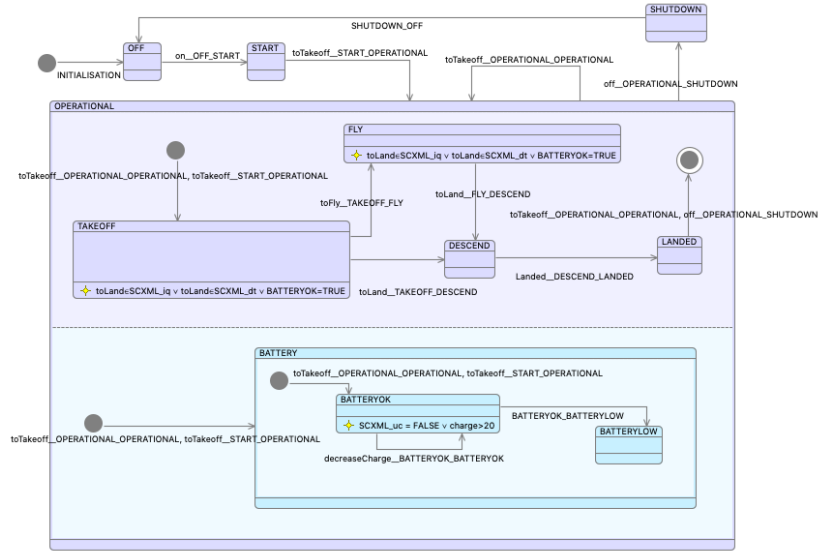 SHUTDOWN
SHUTDOWN_OFF
OFF
START
on__OFF_START
toTakeoff__START_OPERATIONAL
toTakeoff__OPERATIONAL_OPERATIONAL
INITIALISATION
off__OPERATIONAL_SHUTDOWN
OPERATIONAL
FLY
toLand∈SCXML_iq ∨ toLand∈SCXML_dt ∨ BATTERYOK=TRUE
toTakeoff__OPERATIONAL_OPERATIONAL, toTakeoff__START_OPERATIONAL
toLand__FLY_DESCEND
toFly__TAKEOFF_FLY
toTakeoff__OPERATIONAL_OPERATIONAL, off__OPERATIONAL_SHUTDOWN
TAKEOFF
DESCEND
LANDED
Landed__DESCEND_LANDED
toLand∈SCXML_iq ∨ toLand∈SCXML_dt ∨ BATTERYOK=TRUE
toLand__TAKEOFF_DESCEND
BATTERY
toTakeoff__OPERATIONAL_OPERATIONAL, toTakeoff__START_OPERATIONAL
BATTERYOK
BATTERYOK_BATTERYLOW
SCXML_uc = FALSE ∨ charge>20
BATTERYLOW
toTakeoff__OPERATIONAL_OPERATIONAL, toTakeoff__START_OPERATIONAL
decreaseCharge__BATTERYOK_BATTERYOK